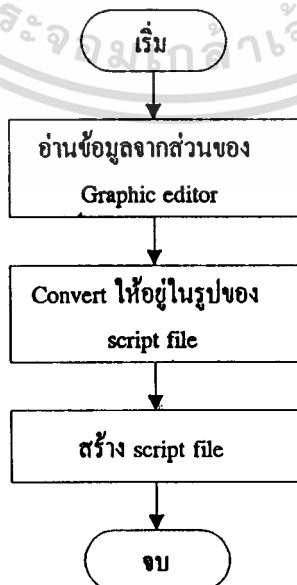 เริ่ม
อ่านข้อมูลจากส่วนของ
Graphic editor
Convert ให้อยู่ในรูปของ
script file
สร้าง script file
จบ